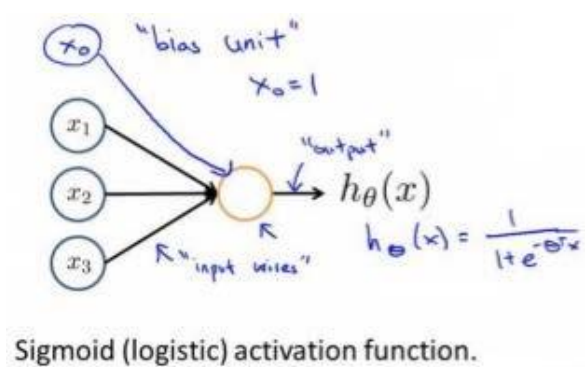 x₀ "bias unit"
x₀ = 1
x₁
"output"
x₂
hθ(x)
hθ(x) = 1 / (1 + e^(-θᵀx))
x₃
"input wires"
Sigmoid (logistic) activation function.